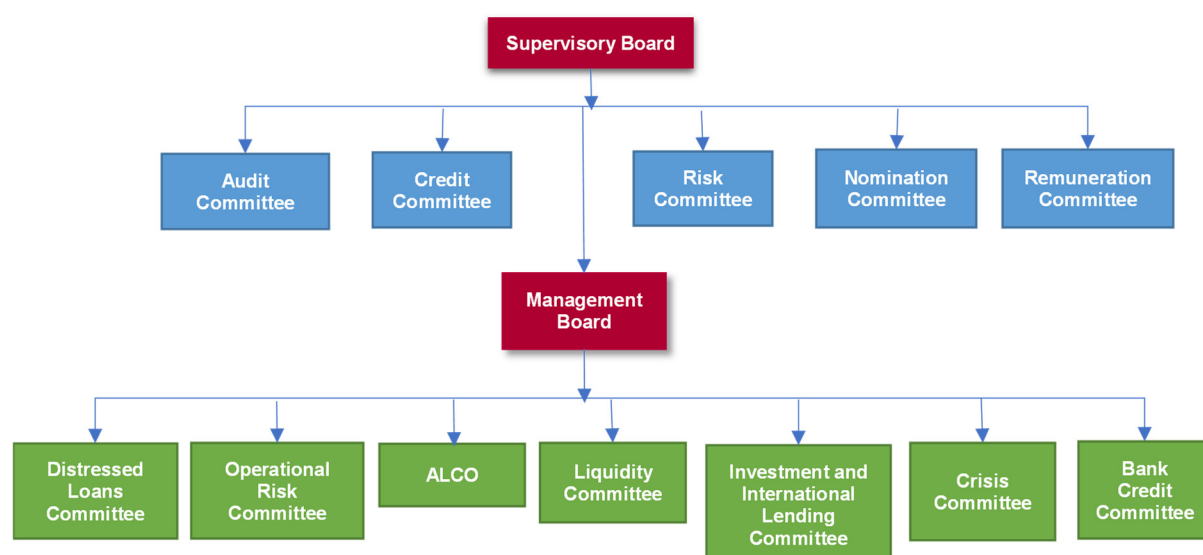 Supervisory Board
Audit
Committee
Credit
Committee
Risk
Committee
Nomination
Committee
Remuneration
Committee
Management
Board
Distressed
Loans
Committee
Operational
Risk
Committee
ALCO
Liquidity
Committee
Investment and
International
Lending
Committee
Crisis
Committee
Bank
Credit
Committee